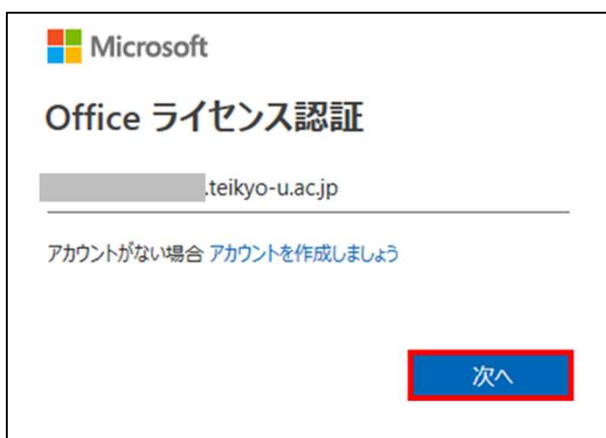 Microsoft
Office ライセンス認証
.teikyo-u.ac.jp
アカウントがない場合 アカウントを作成しましょう
次へ